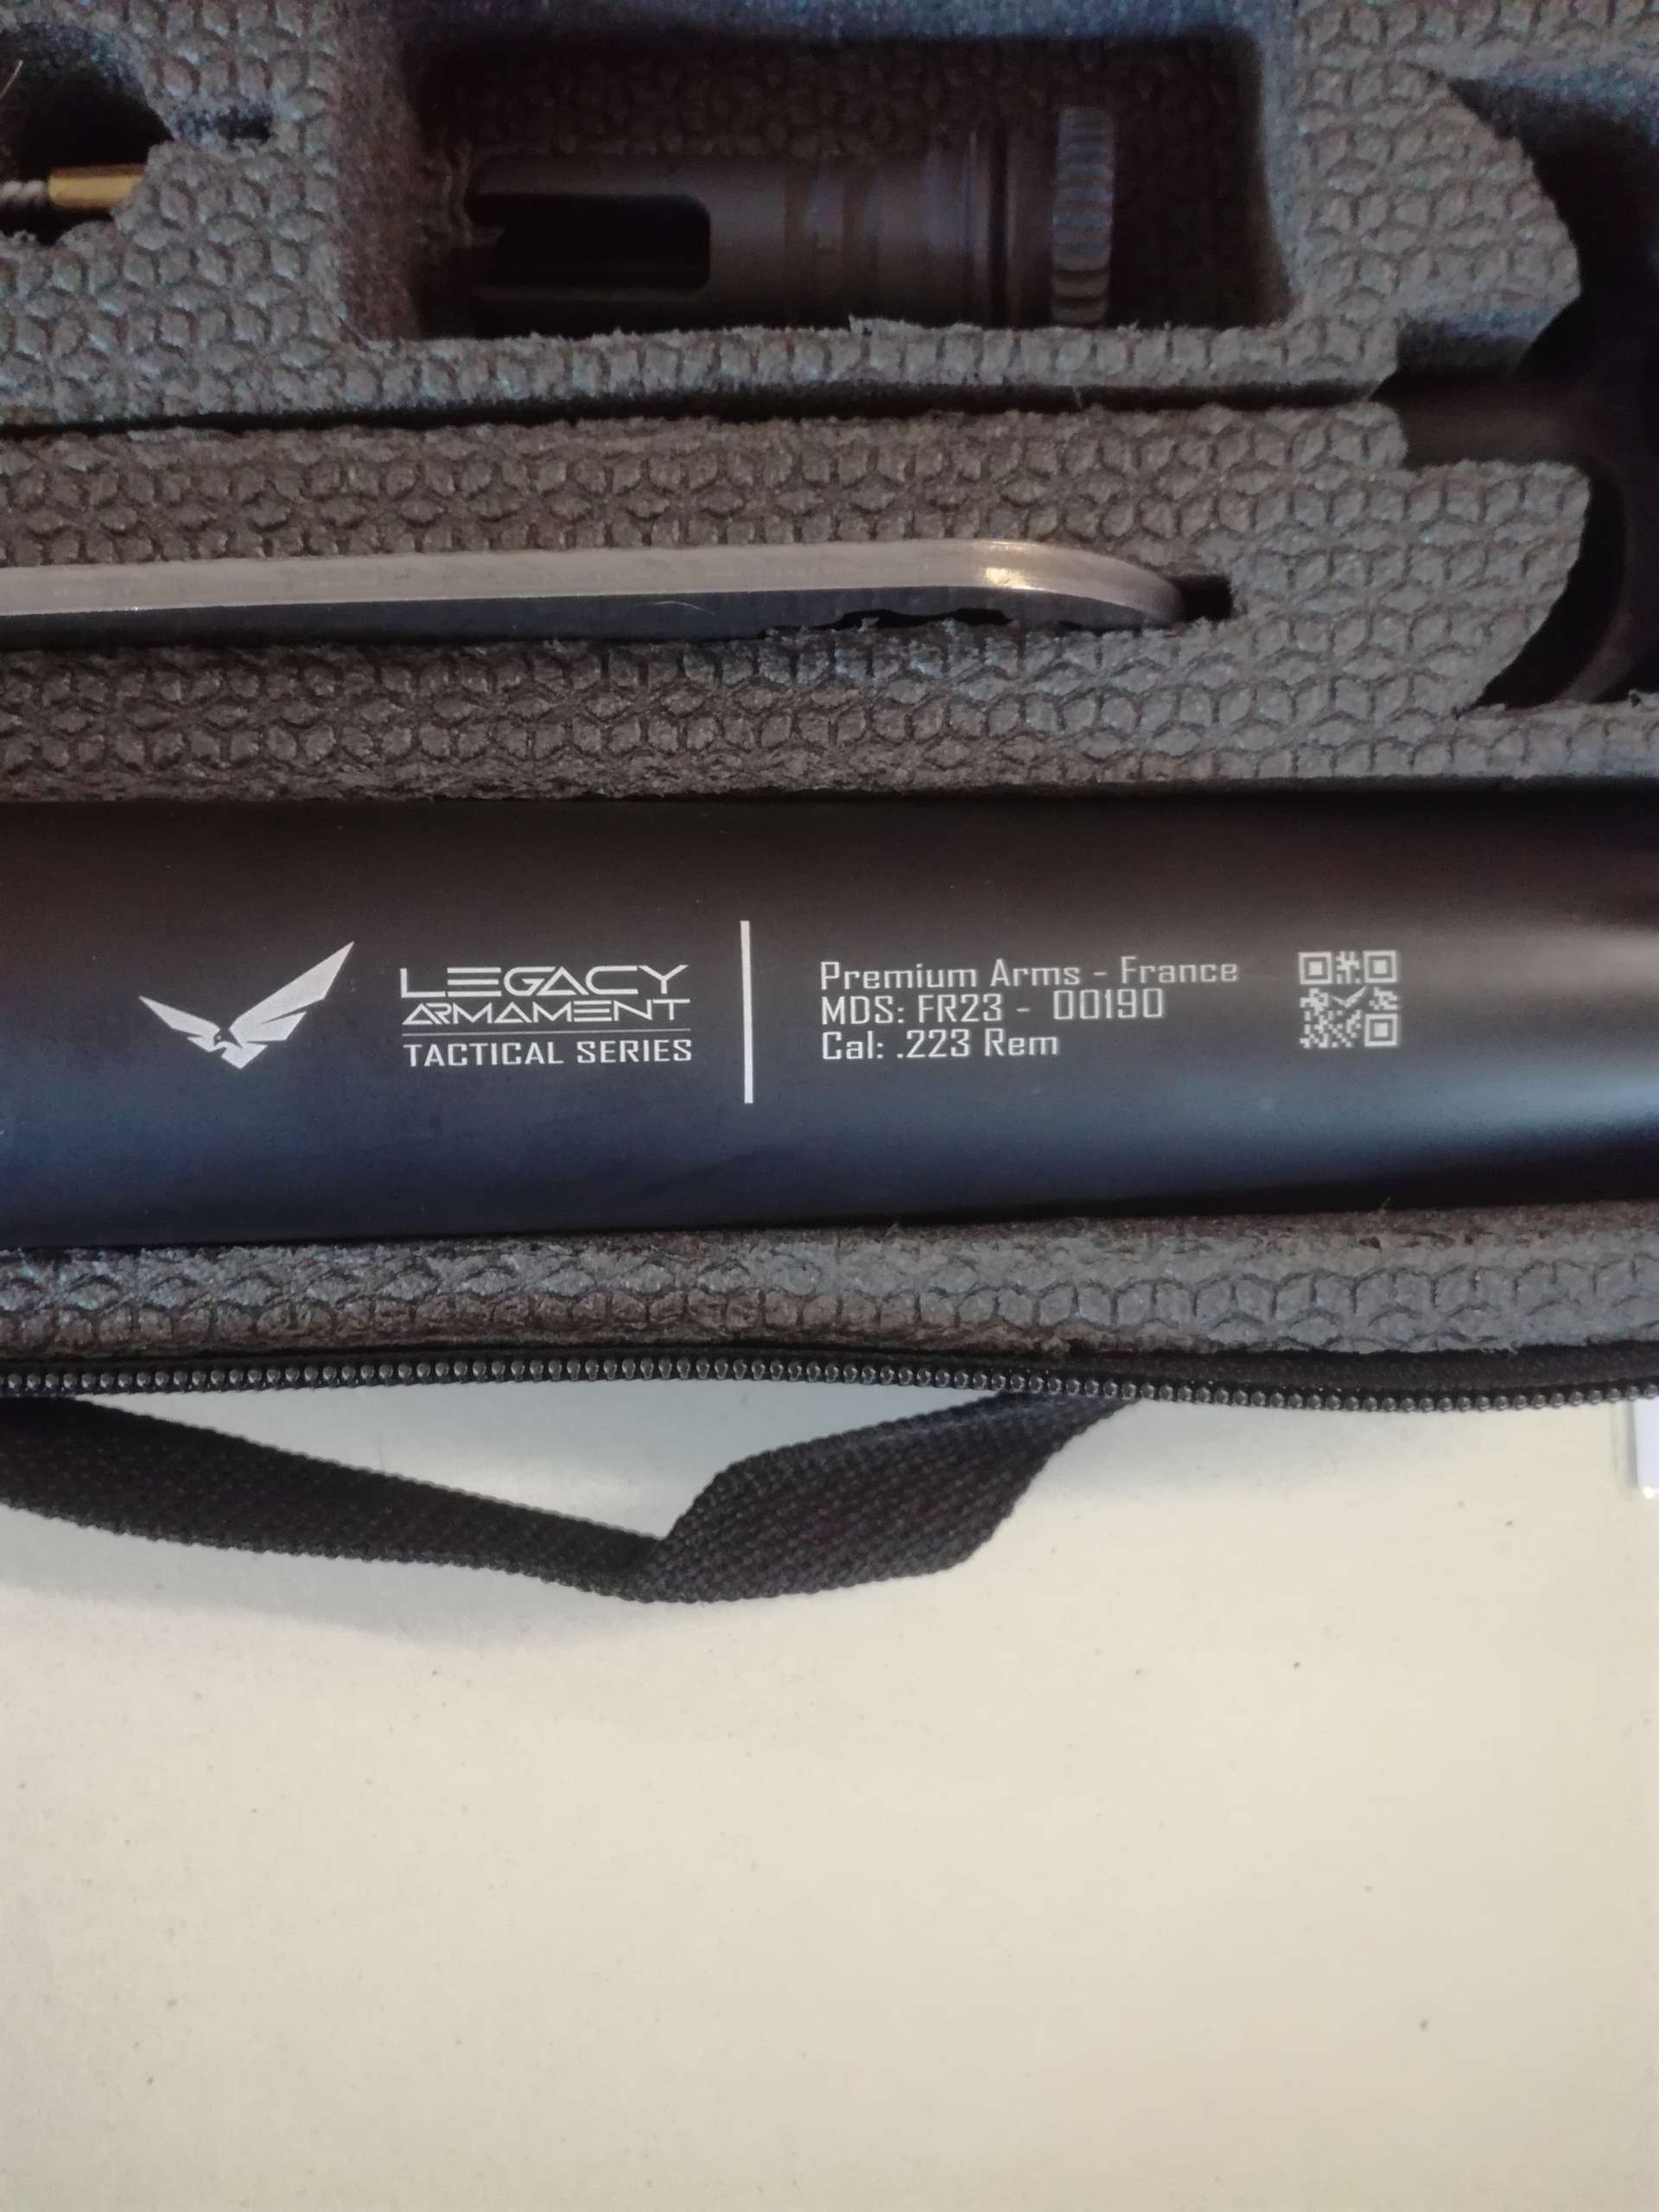 LEGACY
ARMAMENT
TACTICAL SERIES
Premium Arms - France
MDS: FR23 - 00190
Cal: .223 Rem